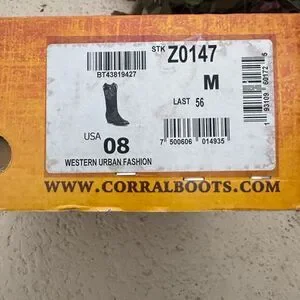 STK Z0147
BT43819427
M
LAST 56
USA 08
7 500606 014935
WESTERN URBAN FASHION
WWW.CORRALBOOTS.COM